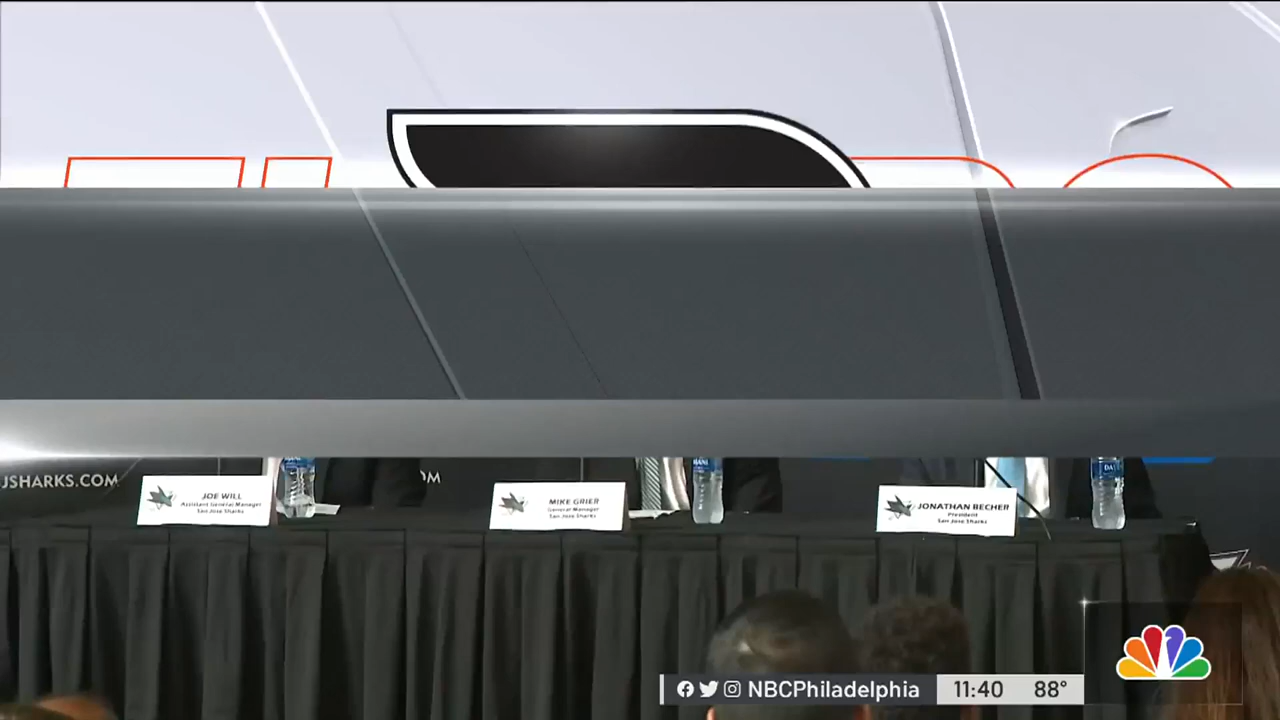 JSHARKS.COM
OM
JOE WILL
Assistant General Manager
San Jose Sharks
MIKE GRIER
General Manager
San Jose Sharks
JONATHAN BECHER
President
San Jose Sharks
NBCPhiladelphia
11:40
88°